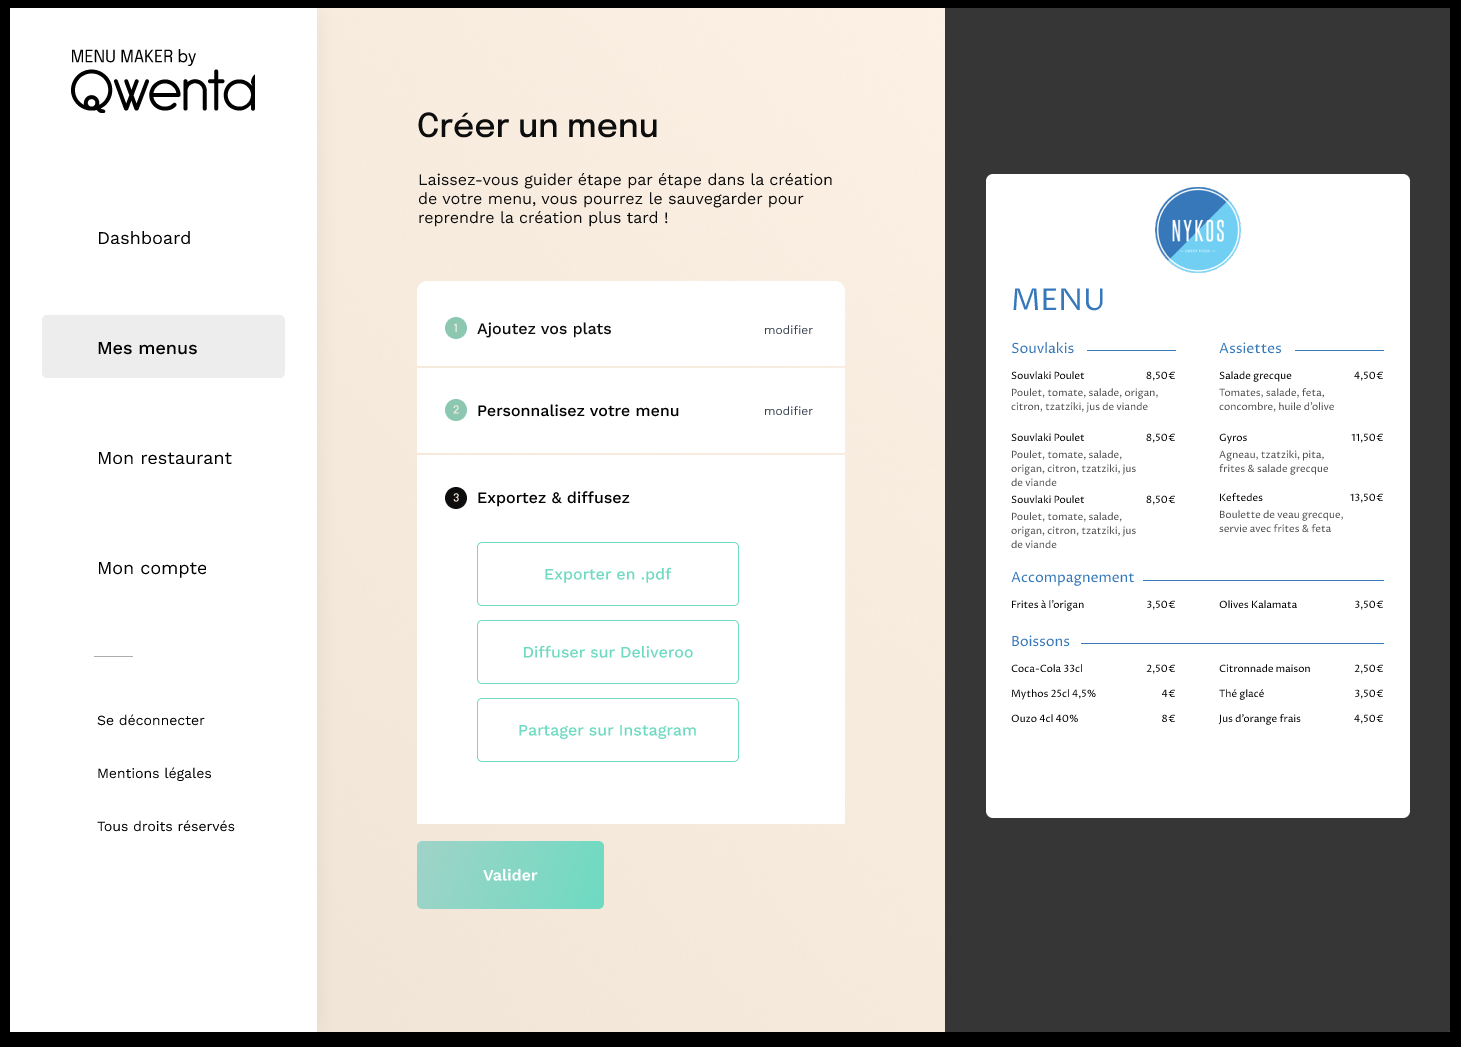 MENU MAKER by
Qwenta
Dashboard
Mes menus
Mon restaurant
Mon compte
Se déconnecter
Mentions légales
Tous droits réservés
Créer un menu
Laissez-vous guider étape par étape dans la création
de votre menu, vous pourrez le sauvegarder pour
reprendre la création plus tard !
1 Ajoutez vos plats modifier
2 Personnalisez votre menu modifier
3 Exportez & diffusez
Exporter en .pdf
Diffuser sur Deliveroo
Partager sur Instagram
Valider
NYKOS
MENU
Souvlakis
Souvlaki Poulet 8,50€
Poulet, tomate, salade, origan,
citron, tzatziki, jus de viande
Souvlaki Poulet 8,50€
Poulet, tomate, salade,
origan, citron, tzatziki, jus
de viande
Souvlaki Poulet 8,50€
Poulet, tomate, salade,
origan, citron, tzatziki, jus
de viande
Assiettes
Salade grecque 4,50€
Tomates, salade, feta,
concombre, huile d'olive
Gyros 11,50€
Agneau, tzatziki, pita,
frites & salade grecque
Keftedes 13,50€
Boulette de veau grecque,
servie avec frites & feta
Accompagnement
Frites à l'origan 3,50€ Olives Kalamata 3,50€
Boissons
Coca-Cola 33cl 2,50€ Citronnade maison 2,50€
Mythos 25cl 4,5% 4€ Thé glacé 3,50€
Ouzo 4cl 40% 8€ Jus d'orange frais 4,50€